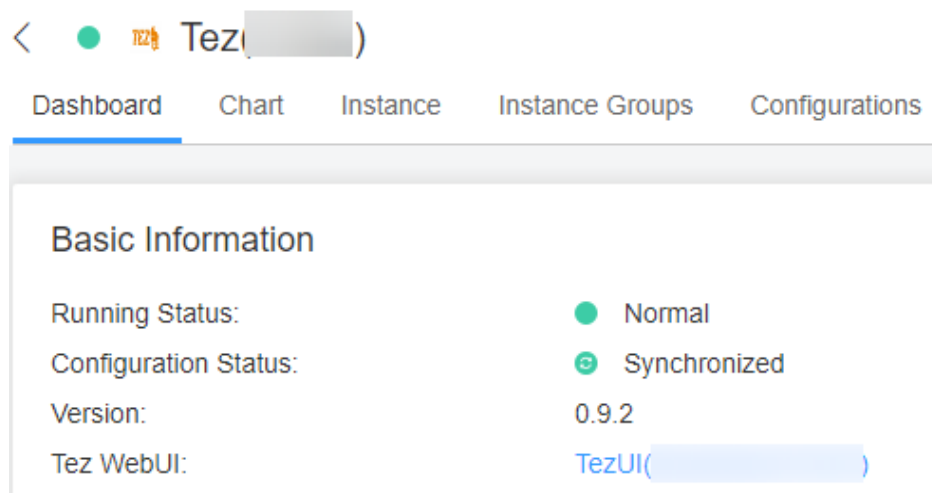 TEZ Tez( )
Dashboard Chart Instance Instance Groups Configurations
Basic Information
Running Status: Normal
Configuration Status: Synchronized
Version: 0.9.2
Tez WebUI: TezUI( )